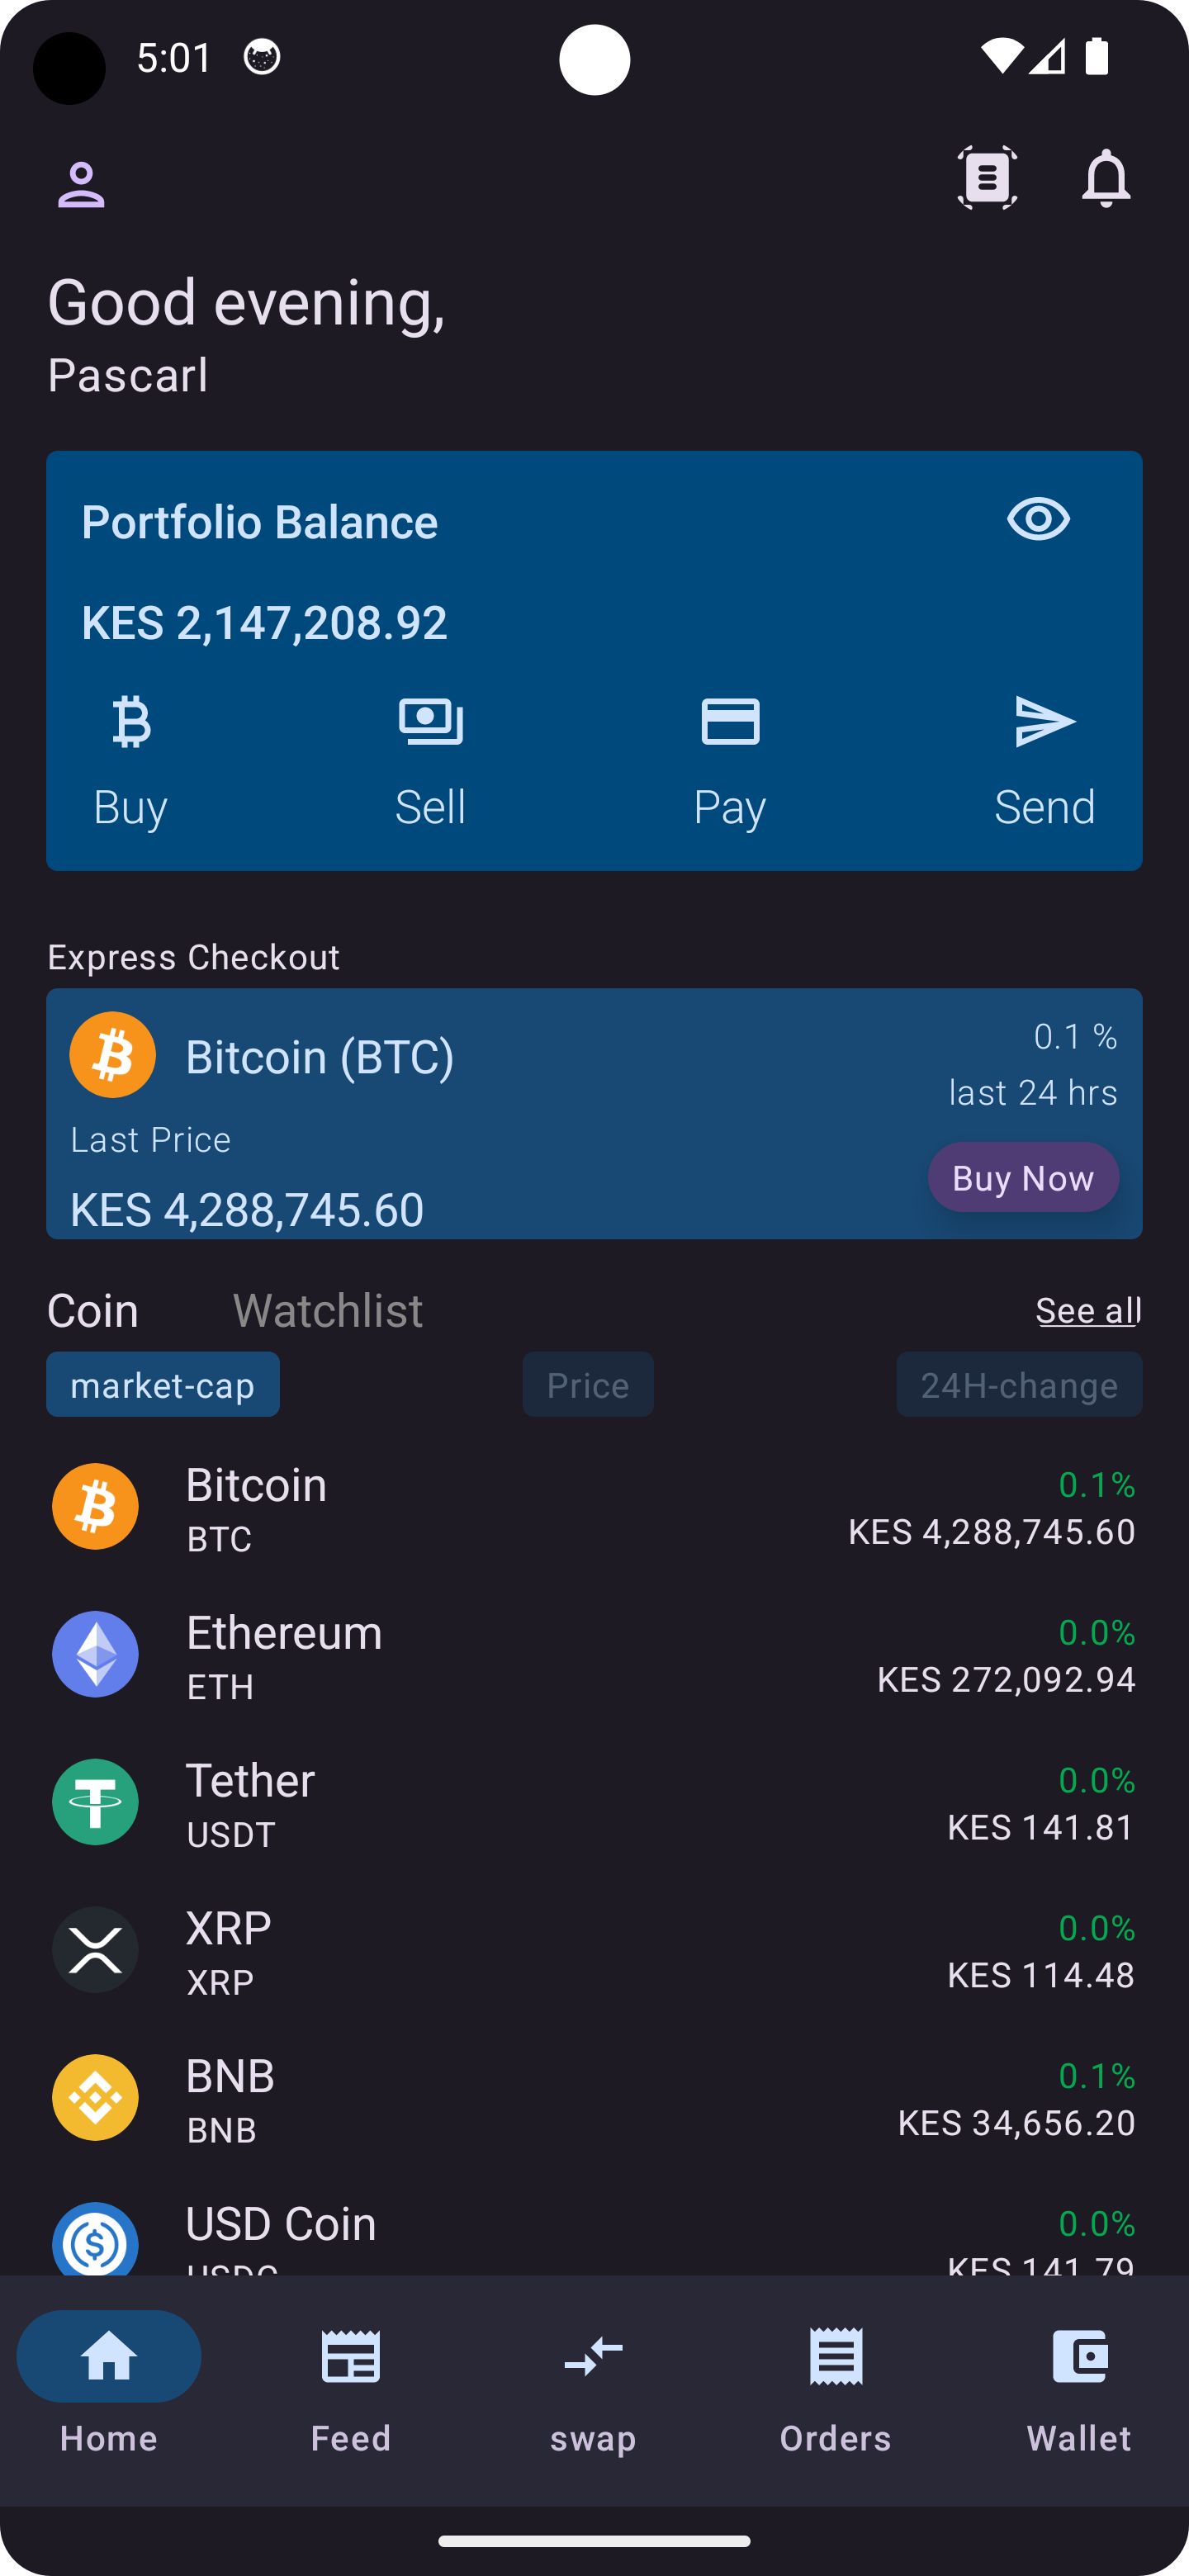 5:01
Good evening,
Pascarl
Portfolio Balance
KES 2,147,208.92
Buy Sell Pay Send
Express Checkout
Bitcoin (BTC)
0.1 %
last 24 hrs
Last Price
Buy Now
KES 4,288,745.60
Coin Watchlist See all
market-cap Price 24H-change
Bitcoin 0.1%
BTC KES 4,288,745.60
Ethereum 0.0%
ETH KES 272,092.94
Tether 0.0%
USDT KES 141.81
XRP 0.0%
XRP KES 114.48
BNB 0.1%
BNB KES 34,656.20
USD Coin 0.0%
USDC KES 141.79
Home Feed swap Orders Wallet